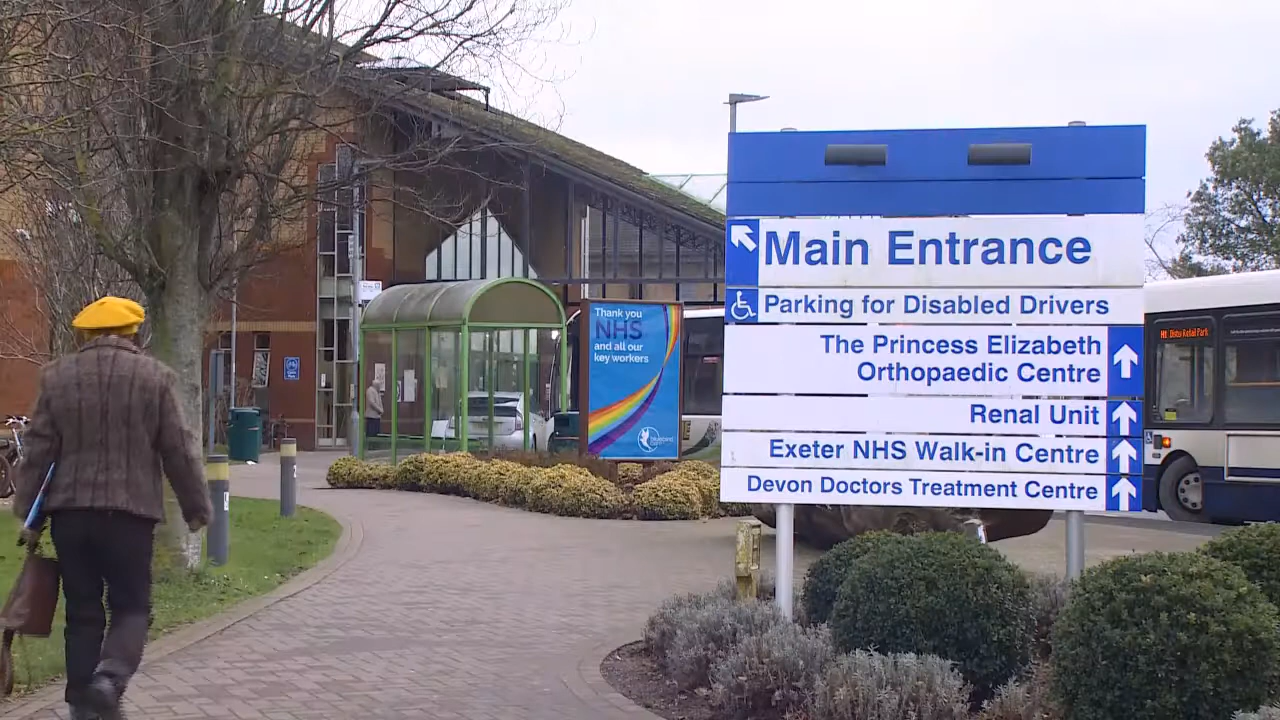 Main Entrance
Parking for Disabled Drivers
The Princess Elizabeth
Orthopaedic Centre
Renal Unit
Exeter NHS Walk-in Centre
Devon Doctors Treatment Centre
Thank you
NHS
and all our
key workers